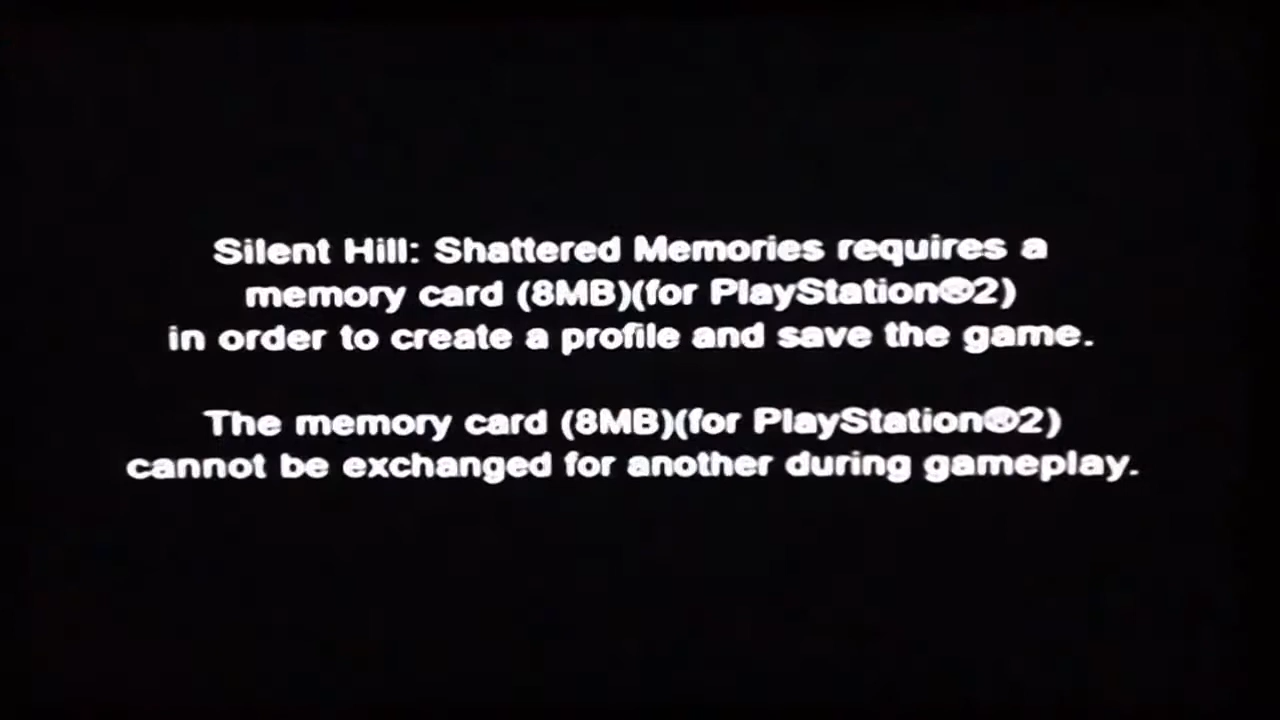 Silent Hill: Shattered Memories requires a
memory card (8MB)(for PlayStation®2)
in order to create a profile and save the game.
The memory card (8MB)(for PlayStation®2)
cannot be exchanged for another during gameplay.